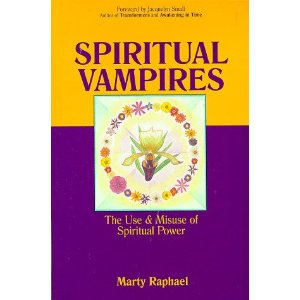 Foreword by Jacquelyn Small
Author of Transformers and Awakening in Time
SPIRITUAL
VAMPIRES
The Use & Misuse of
Spiritual Power
Marty Raphael